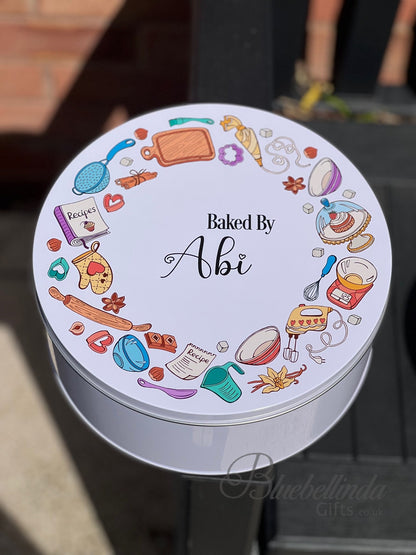 Baked By
Abi
Recipes
Recipe
Bluebellinda
Gifts.co.uk